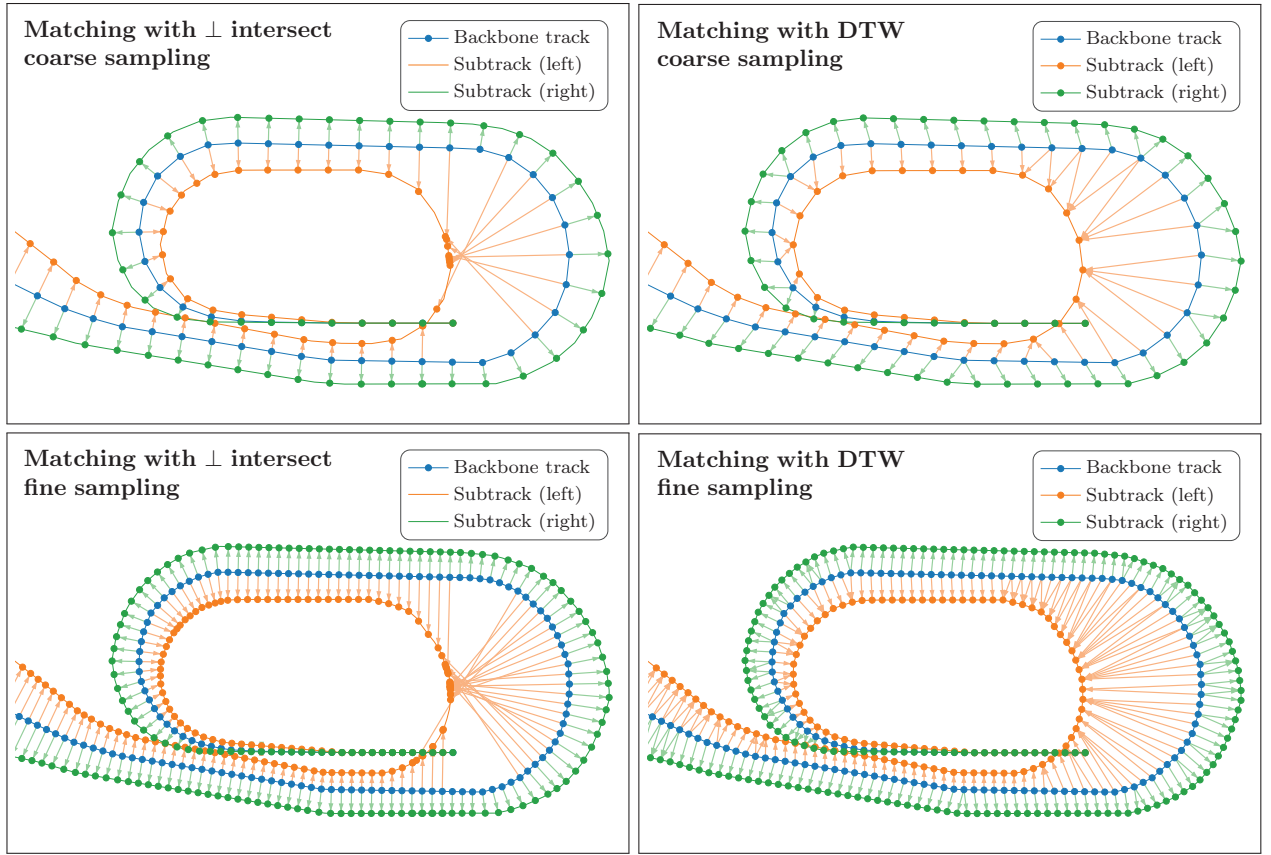 Matching with ⊥ intersect
coarse sampling
Backbone track
Subtrack (left)
Subtrack (right)
Matching with DTW
coarse sampling
Backbone track
Subtrack (left)
Subtrack (right)
Matching with ⊥ intersect
fine sampling
Backbone track
Subtrack (left)
Subtrack (right)
Matching with DTW
fine sampling
Backbone track
Subtrack (left)
Subtrack (right)